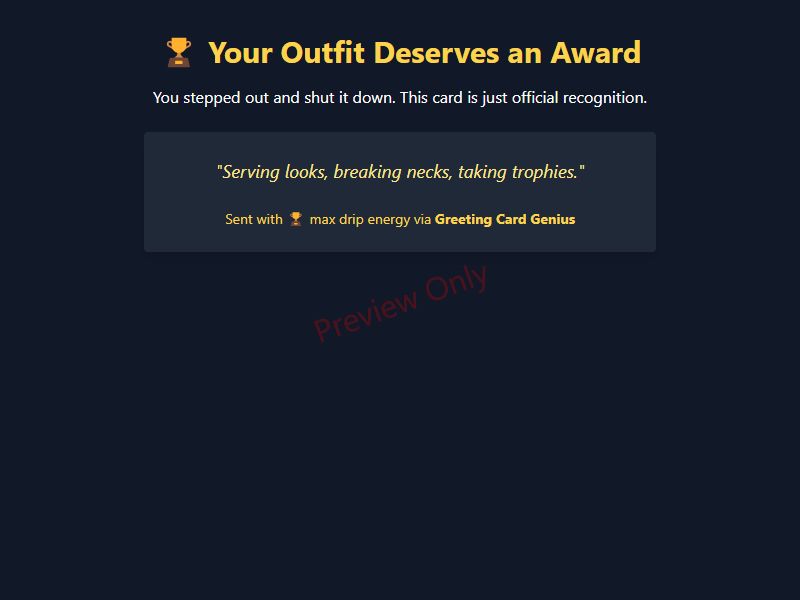 🏆 Your Outfit Deserves an Award
You stepped out and shut it down. This card is just official recognition.
"Serving looks, breaking necks, taking trophies."
Sent with 🏆 max drip energy via Greeting Card Genius
Preview Only